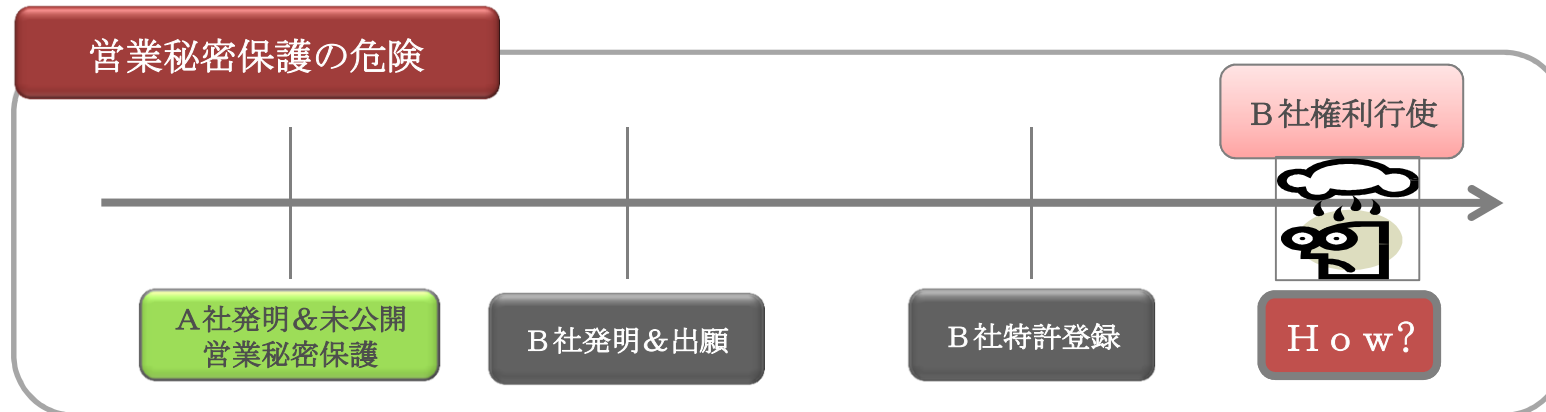 営業秘密保護の危険
Ｂ社権利行使
Ａ社発明＆未公開
営業秘密保護
Ｂ社発明＆出願
Ｂ社特許登録
Ｈｏｗ?